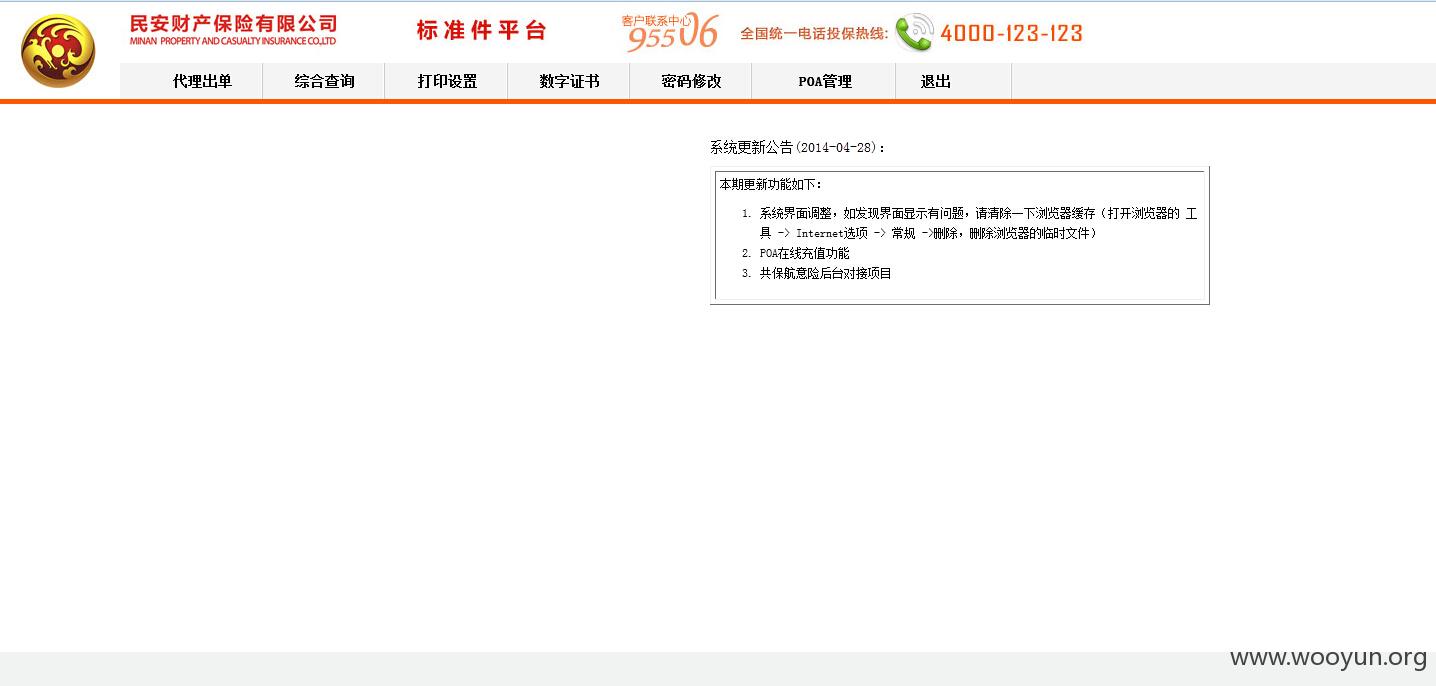 民安财产保险有限公司
MINAN PROPERTY AND CASUALTY INSURANCE CO.,LTD
标准件平台
客户联系中心
95506
全国统一电话投保热线:
4000-123-123
代理出单 综合查询 打印设置 数字证书 密码修改 POA管理 退出
系统更新公告(2014-04-28):
本期更新功能如下:
1. 系统界面调整，如发现界面显示有问题，请清除一下浏览器缓存（打开浏览器的 工
具 -> Internet选项 -> 常规 ->删除，删除浏览器的临时文件）
2. POA在线充值功能
3. 共保航意险后台对接项目
www.wooyun.org